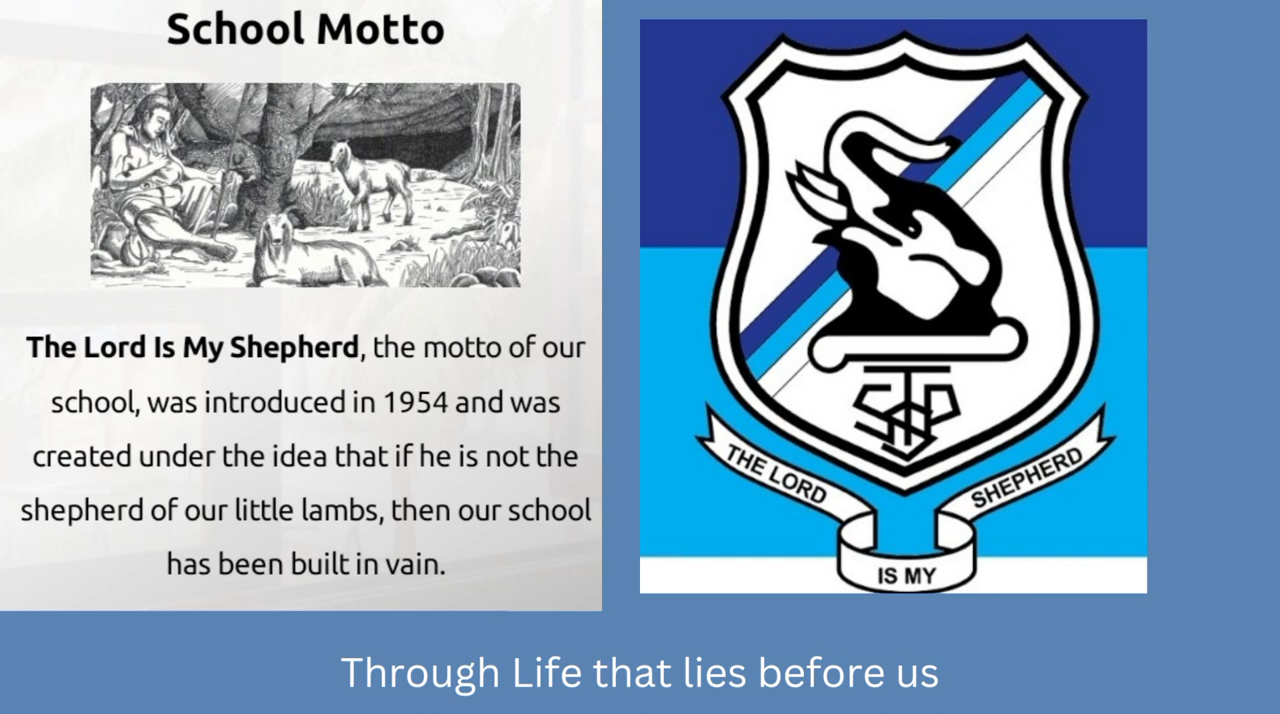 School Motto
The Lord Is My Shepherd, the motto of our
school, was introduced in 1954 and was
created under the idea that if he is not the
shepherd of our little lambs, then our school
has been built in vain.
THE LORD
IS MY
SHEPHERD
Through Life that lies before us